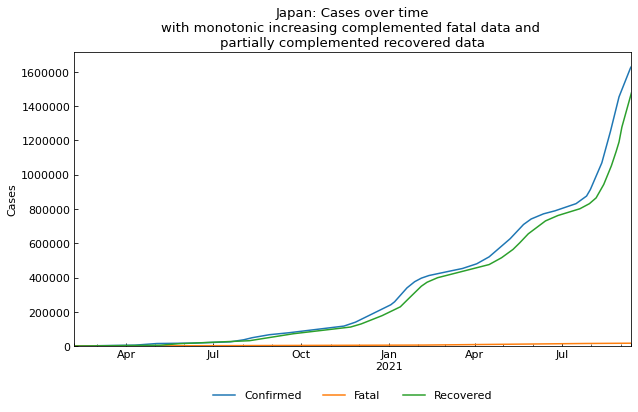 Japan: Cases over time
with monotonic increasing complemented fatal data and
partially complemented recovered data
1600000
1400000
1200000
1000000
800000
600000
400000
200000
0
Cases
Apr
Jul
Oct
Jan
2021
Apr
Jul
Confirmed
Fatal
Recovered